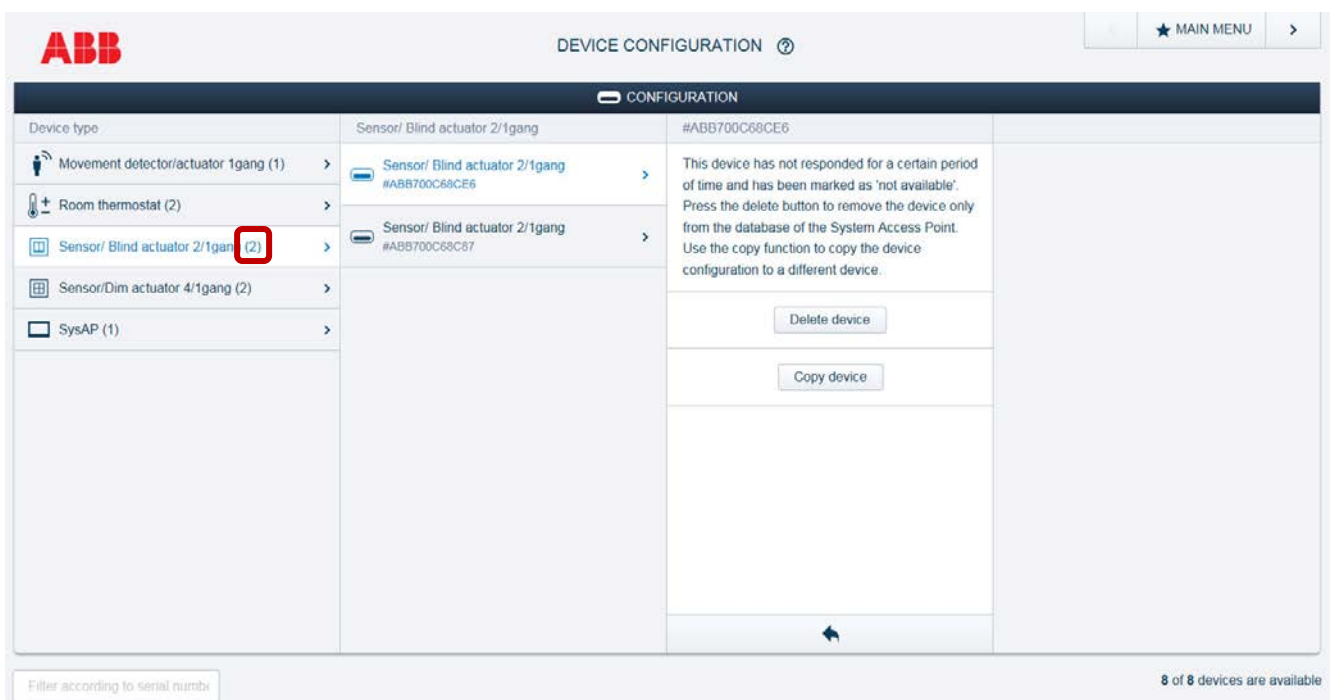 ABB
DEVICE CONFIGURATION
MAIN MENU
CONFIGURATION
Device type
Movement detector/actuator 1gang (1)
Room thermostat (2)
Sensor/ Blind actuator 2/1gang (2)
Sensor/Dim actuator 4/1gang (2)
SysAP (1)
Sensor/ Blind actuator 2/1gang
Sensor/ Blind actuator 2/1gang
#ABB700C68CE6
Sensor/ Blind actuator 2/1gang
#ABB700C68C87
#ABB700C68CE6
This device has not responded for a certain period
of time and has been marked as 'not available'.
Press the delete button to remove the device only
from the database of the System Access Point.
Use the copy function to copy the device
configuration to a different device.
Delete device
Copy device
Filter according to serial numbe
8 of 8 devices are available